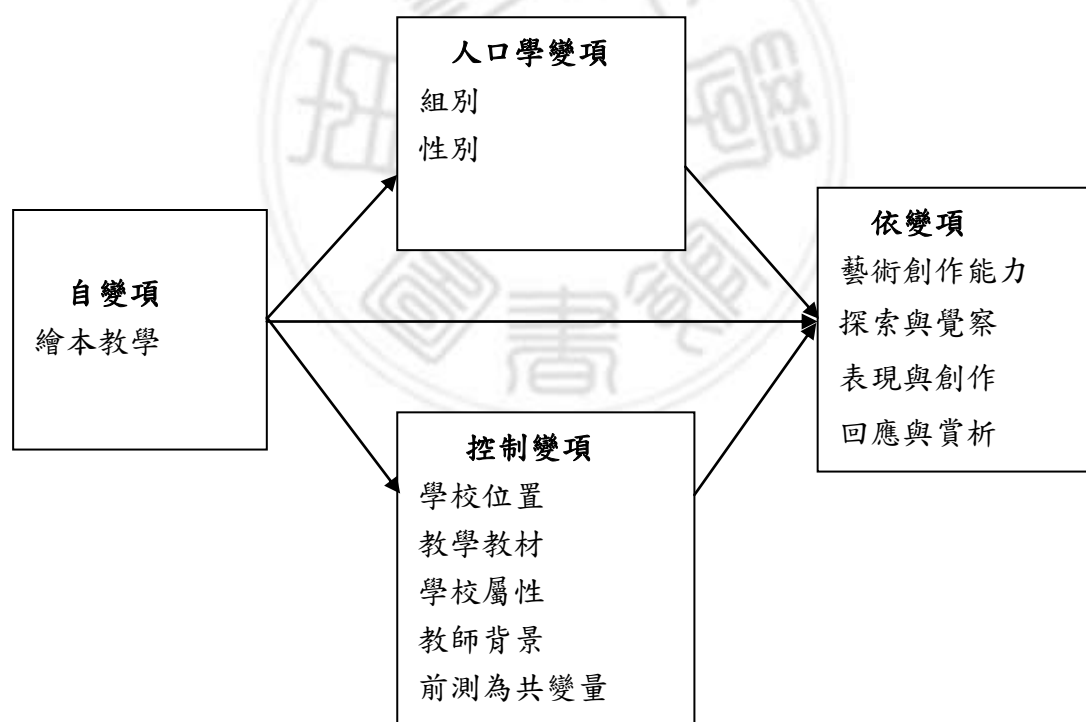 人口學變項
組別
性別
自變項
繪本教學
依變項
藝術創作能力
探索與覺察
表現與創作
回應與賞析
控制變項
學校位置
教學教材
學校屬性
教師背景
前測為共變量
書